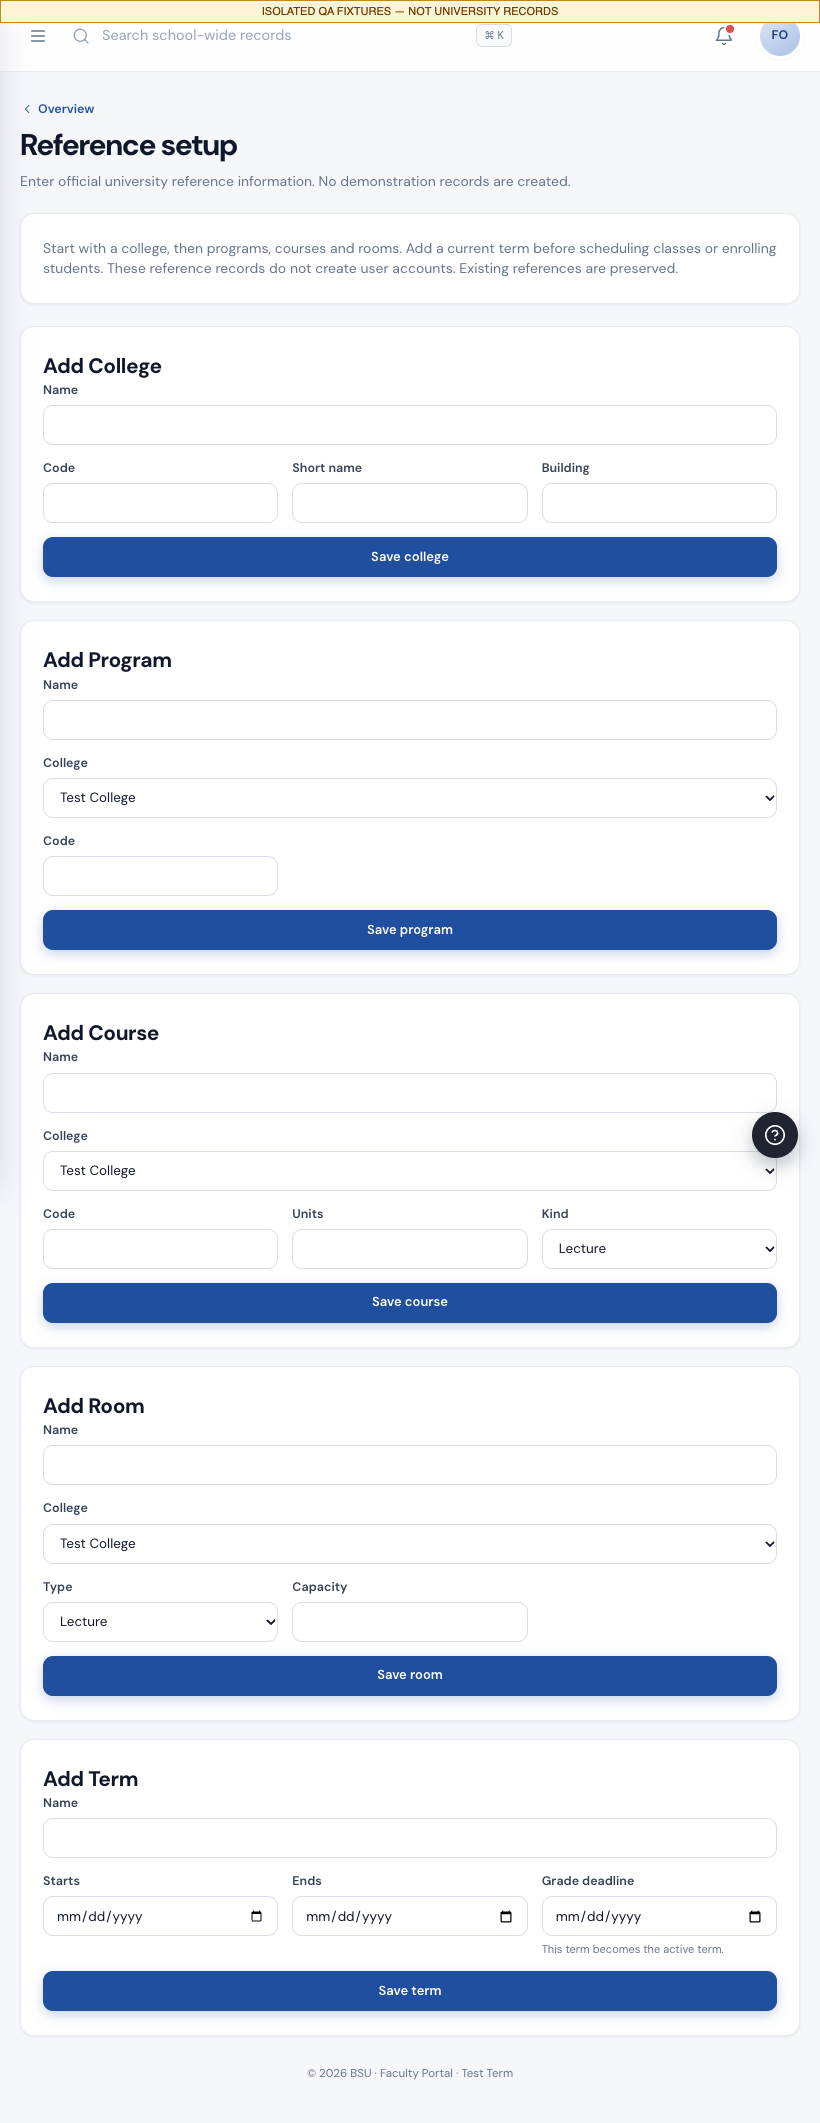 ISOLATED QA FIXTURES — NOT UNIVERSITY RECORDS
Search school-wide records
⌘ K
FO
Overview
Reference setup
Enter official university reference information. No demonstration records are created.
Start with a college, then programs, courses and rooms. Add a current term before scheduling classes or enrolling
students. These reference records do not create user accounts. Existing references are preserved.
Add College
Name
Code Short name Building
Save college
Add Program
Name
College
Test College
Code
Save program
Add Course
Name
College
Test College
Code Units Kind
Lecture
Save course
Add Room
Name
College
Test College
Type Capacity
Lecture
Save room
Add Term
Name
Starts Ends Grade deadline
mm/dd/yyyy mm/dd/yyyy mm/dd/yyyy
This term becomes the active term.
Save term
© 2026 BSU · Faculty Portal · Test Term